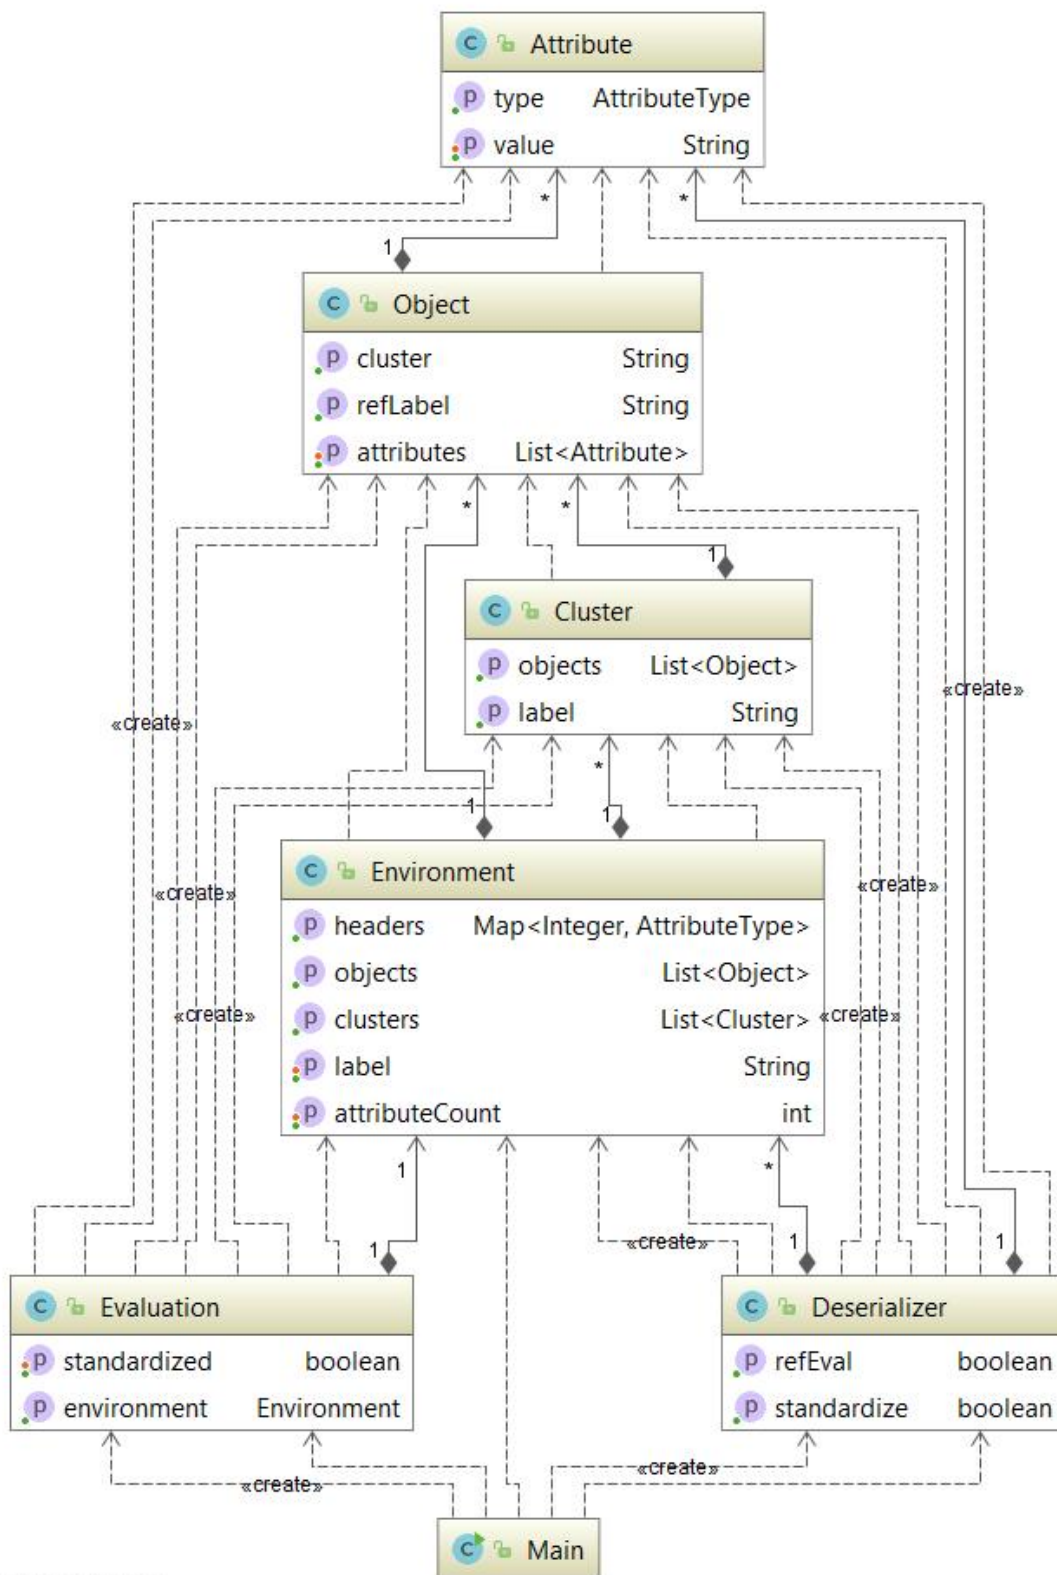 C Attribute
p type AttributeType
p value String
* *
1
C Object
p cluster String
p refLabel String
p attributes List<Attribute>
* *
1
C Cluster
p objects List<Object>
p label String
«create»
«create»
*
1 1
C Environment
p headers Map<Integer, AttributeType>
p objects List<Object>
p clusters List<Cluster>
p label String
p attributeCount int
«create»
«create»
«create»
«create»
1 *
1 «create» 1 1
C Evaluation
p standardized boolean
p environment Environment
C Deserializer
p refEval boolean
p standardize boolean
«create»
«create»
C Main